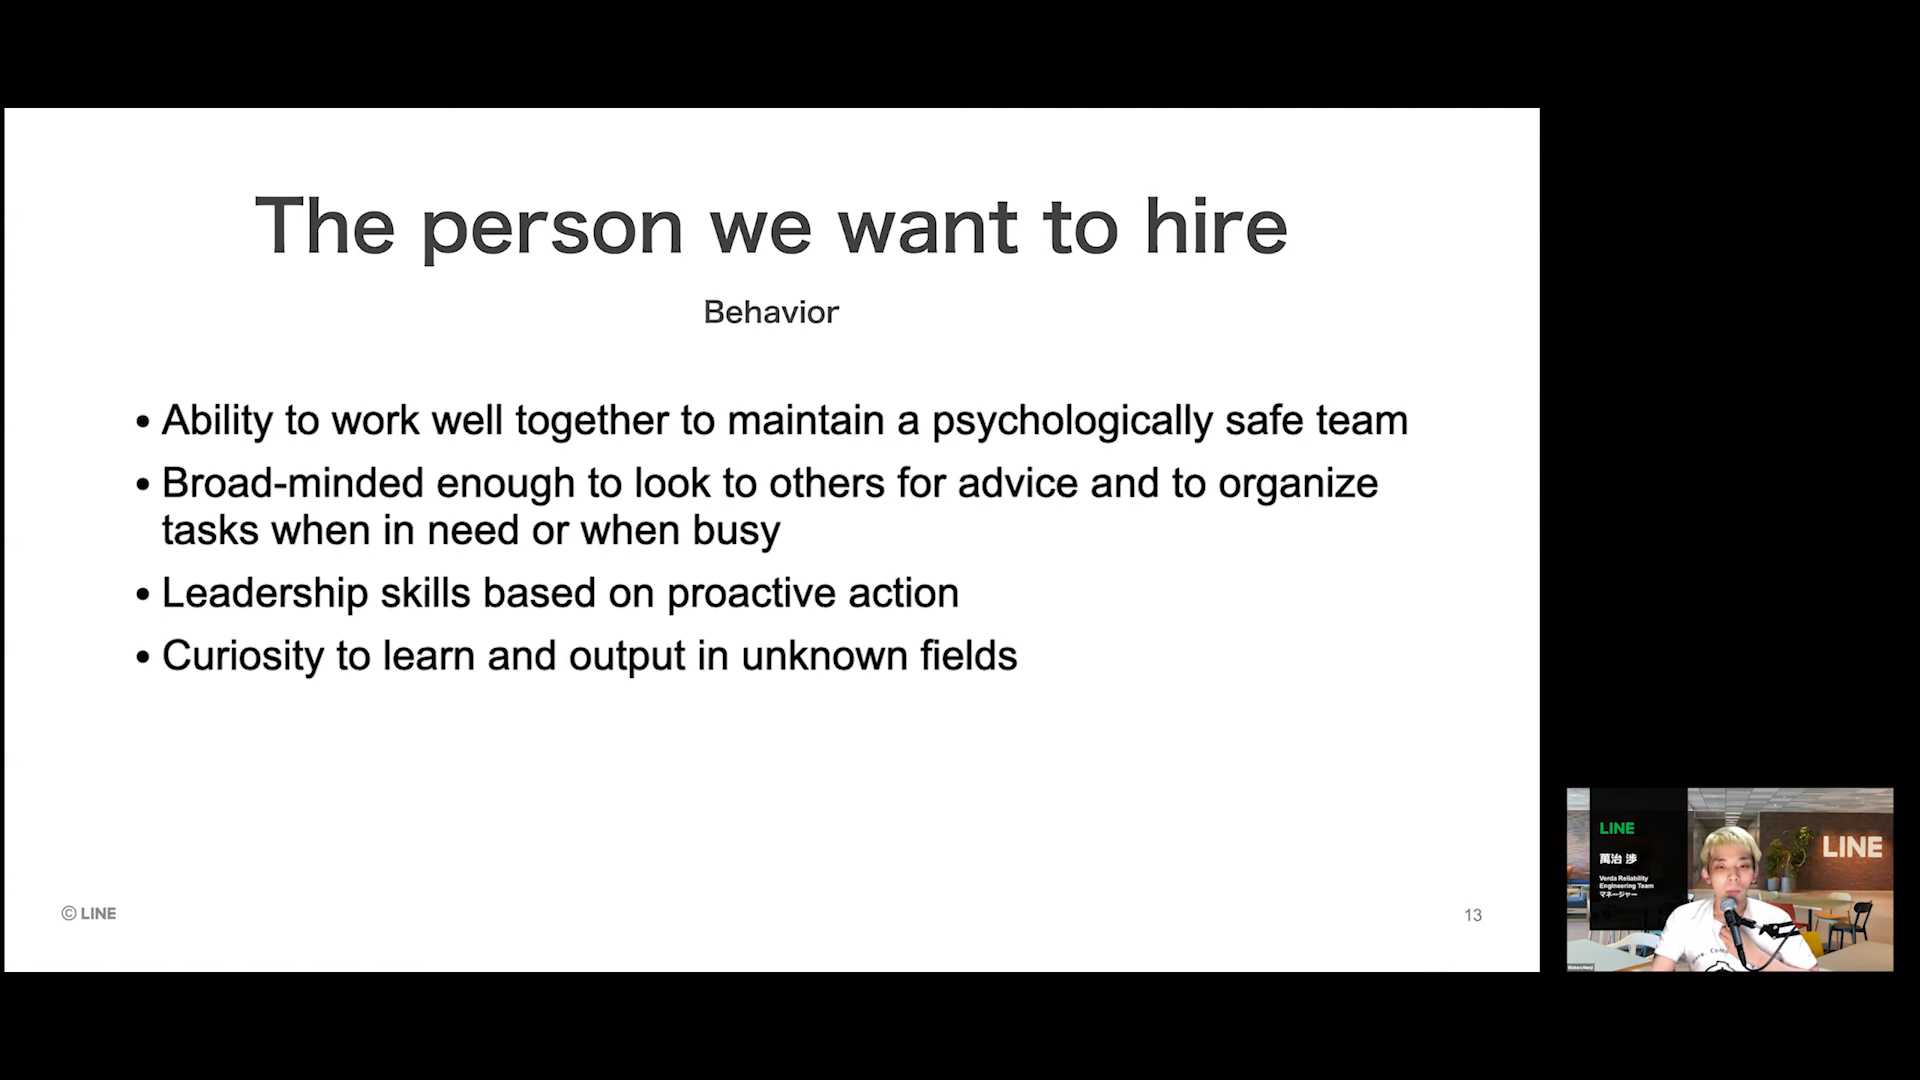 The person we want to hire
Behavior
• Ability to work well together to maintain a psychologically safe team
• Broad-minded enough to look to others for advice and to organize
tasks when in need or when busy
• Leadership skills based on proactive action
• Curiosity to learn and output in unknown fields
© LINE
13
LINE
萬治 渉
Verda Reliability
Engineering Team
マネージャー
LINE